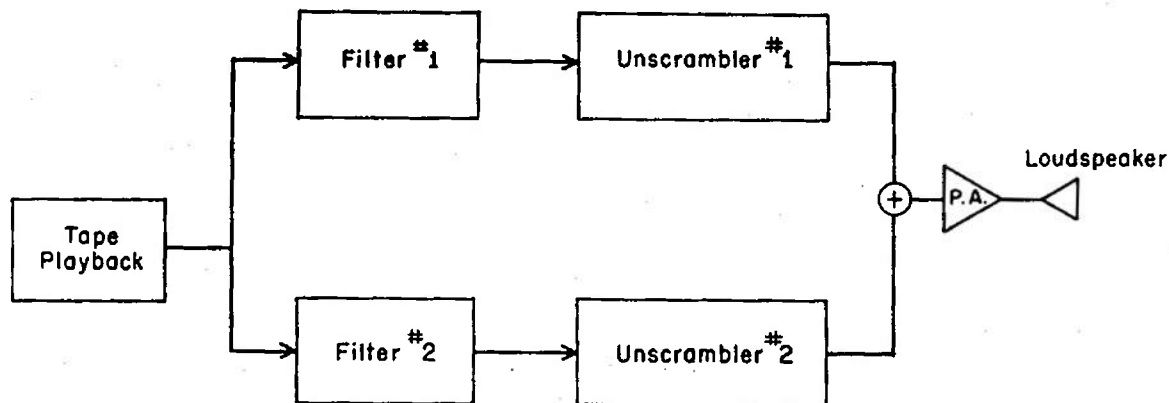 Filter #1
Unscrambler #1
Loudspeaker
+
P.A.
Tape
Playback
Filter #2
Unscrambler #2